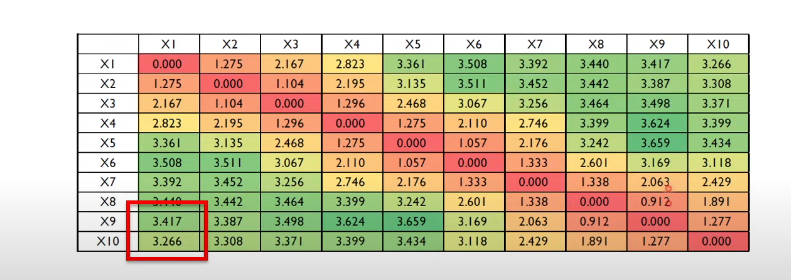 X1 X2 X3 X4 X5 X6 X7 X8 X9 X10
X1 0.000 1.275 2.167 2.823 3.361 3.508 3.392 3.440 3.417 3.266
X2 1.275 0.000 1.104 2.195 3.135 3.511 3.452 3.442 3.387 3.308
X3 2.167 1.104 0.000 1.296 2.468 3.067 3.256 3.464 3.498 3.371
X4 2.823 2.195 1.296 0.000 1.275 2.110 2.746 3.399 3.624 3.399
X5 3.361 3.135 2.468 1.275 0.000 1.057 2.176 3.242 3.659 3.434
X6 3.508 3.511 3.067 2.110 1.057 0.000 1.333 2.601 3.169 3.118
X7 3.392 3.452 3.256 2.746 2.176 1.333 0.000 1.338 2.063 2.429
X8 3.440 3.442 3.464 3.399 3.242 2.601 1.338 0.000 0.912 1.891
X9 3.417 3.387 3.498 3.624 3.659 3.169 2.063 0.912 0.000 1.277
X10 3.266 3.308 3.371 3.399 3.434 3.118 2.429 1.891 1.277 0.000